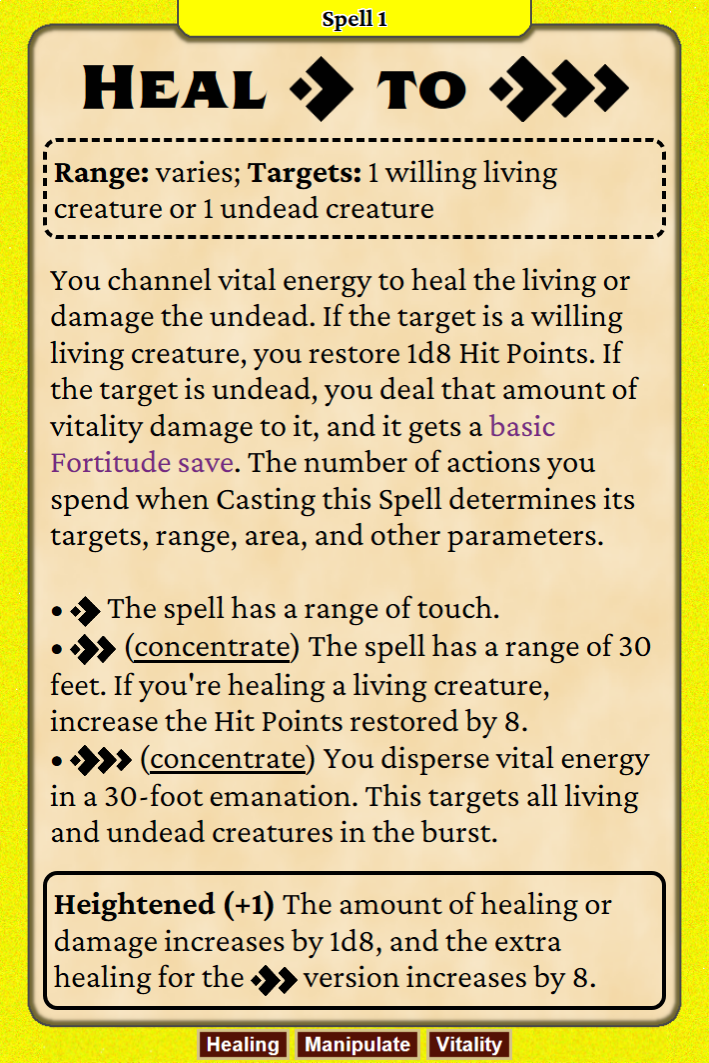 Spell 1
Heal to
Range: varies; Targets: 1 willing living
creature or 1 undead creature
You channel vital energy to heal the living or
damage the undead. If the target is a willing
living creature, you restore 1d8 Hit Points. If
the target is undead, you deal that amount of
vitality damage to it, and it gets a basic
Fortitude save. The number of actions you
spend when Casting this Spell determines its
targets, range, area, and other parameters.
• The spell has a range of touch.
• (concentrate) The spell has a range of 30
feet. If you're healing a living creature,
increase the Hit Points restored by 8.
• (concentrate) You disperse vital energy
in a 30-foot emanation. This targets all living
and undead creatures in the burst.
Heightened (+1) The amount of healing or
damage increases by 1d8, and the extra
healing for the version increases by 8.
Healing Manipulate Vitality